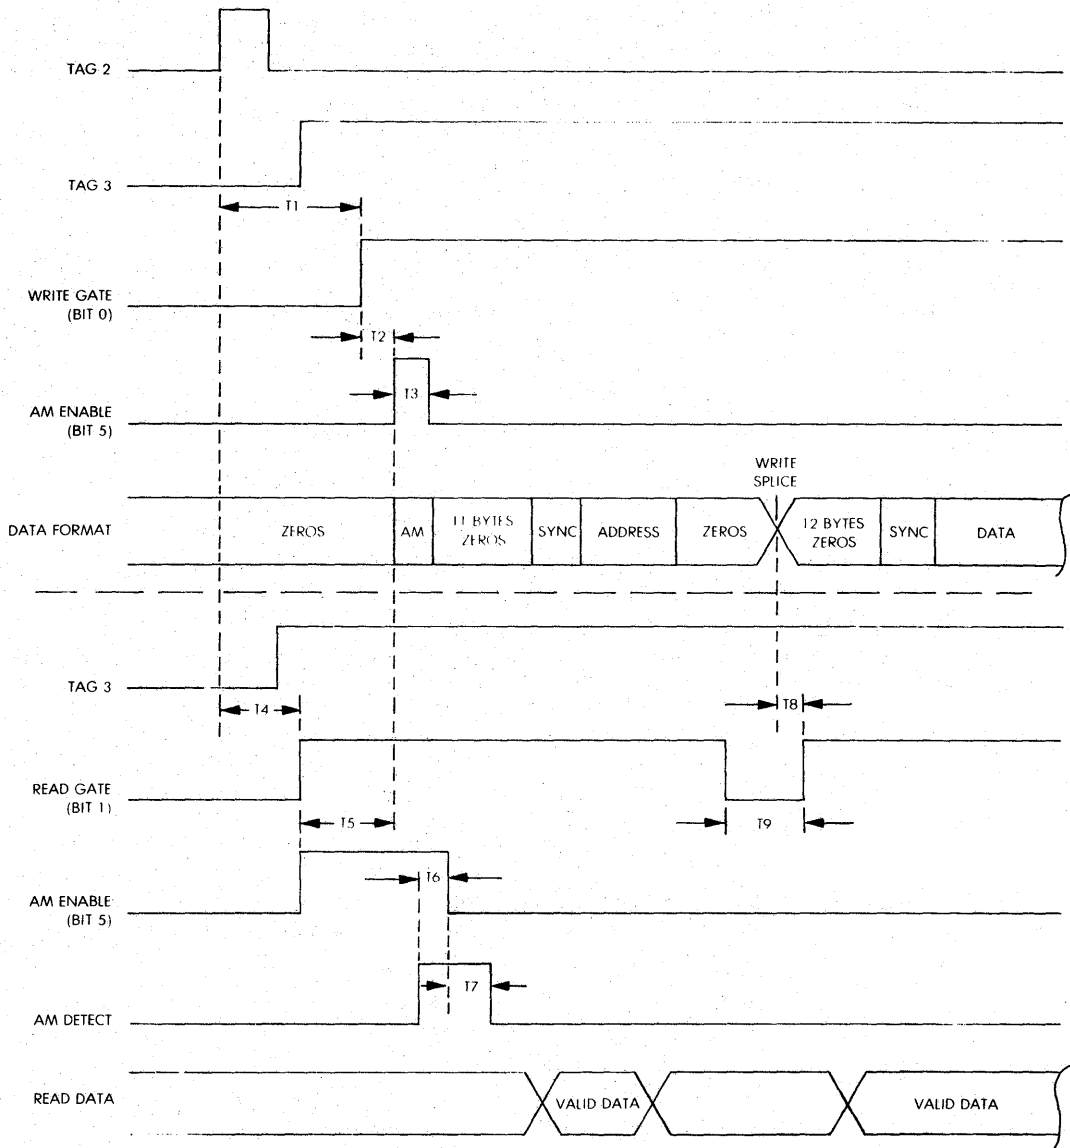 TAG 2
TAG 3
T1
WRITE GATE
(BIT 0)
T2
AM ENABLE
(BIT 5)
T3
WRITE
SPLICE
DATA FORMAT
ZEROS
AM
11 BYTES
ZEROS
SYNC
ADDRESS
ZEROS
12 BYTES
ZEROS
SYNC
DATA
TAG 3
T4
T8
READ GATE
(BIT 1)
T5
T9
AM ENABLE
(BIT 5)
T6
AM DETECT
T7
READ DATA
VALID DATA
VALID DATA